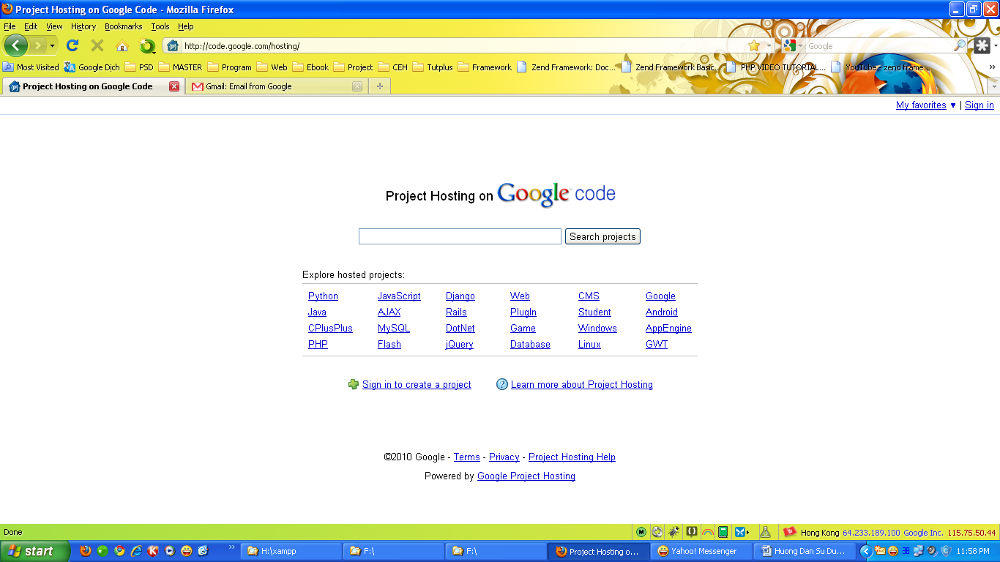 Project Hosting on Google Code - Mozilla Firefox
File Edit View History Bookmarks Tools Help
http://code.google.com/hosting/ Google
Most Visited Google Dịch PSD MASTER Program Web Ebook Project CEH Tutplus Framework Zend Framework: Doc... Zend Framework Basic... PHP VIDEO TUTORIAL... YouTube - zend frame...
Project Hosting on Google Code Gmail: Email from Google
My favorites ▼ | Sign in
Project Hosting on Google code
Search projects
Explore hosted projects:
Python JavaScript Django Web CMS Google
Java AJAX Rails PlugIn Student Android
CPlusPlus MySQL DotNet Game Windows AppEngine
PHP Flash jQuery Database Linux GWT
Sign in to create a project Learn more about Project Hosting
©2010 Google - Terms - Privacy - Project Hosting Help
Powered by Google Project Hosting
Done Hong Kong 64.233.189.100 Google Inc. 115.75.50.44
start H:\xampp F:\ F:\ Project Hosting o... Yahoo! Messenger Huong Dan Su Du... 11:58 PM